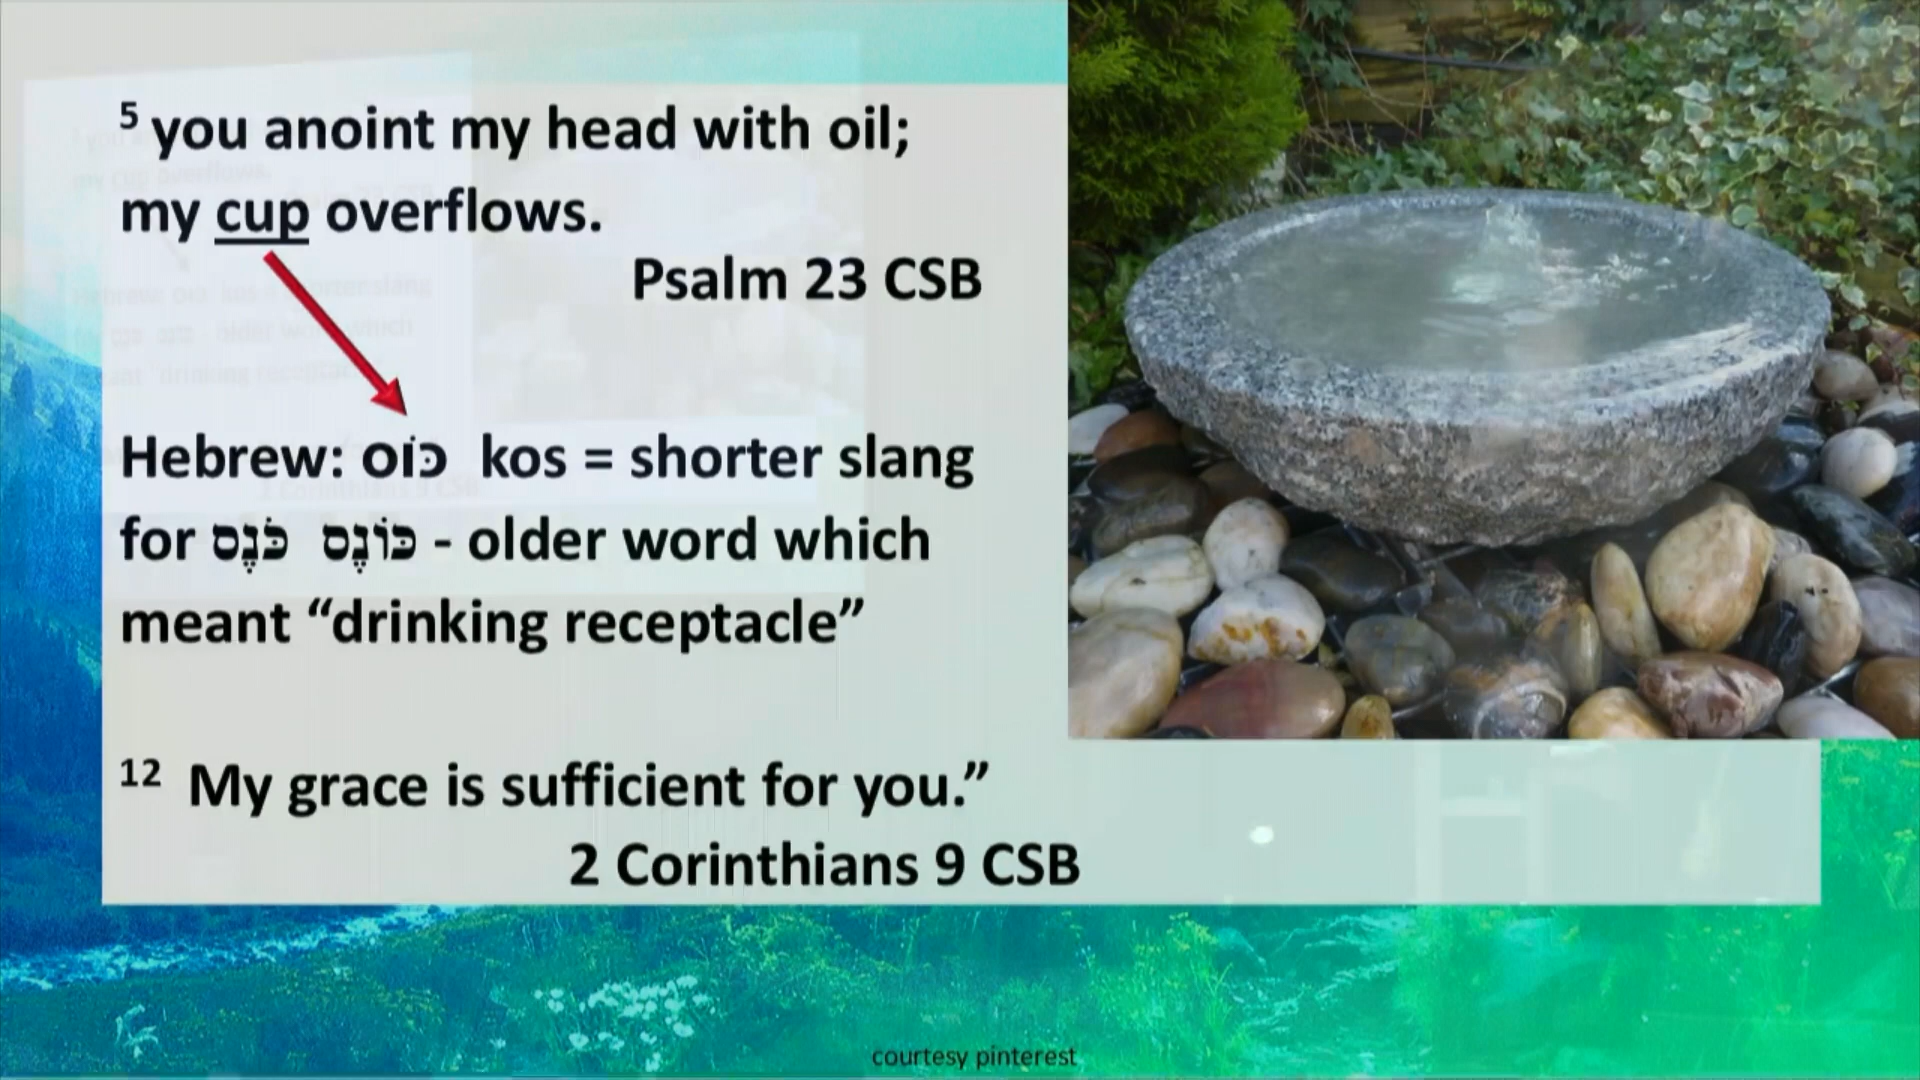 5 you anoint my head with oil;
my cup overflows.
Psalm 23 CSB
Hebrew: כּוֹס kos = shorter slang
for כּוֹנֶס כֹּנֶס - older word which
meant “drinking receptacle”
12 My grace is sufficient for you.”
2 Corinthians 9 CSB
courtesy pinterest